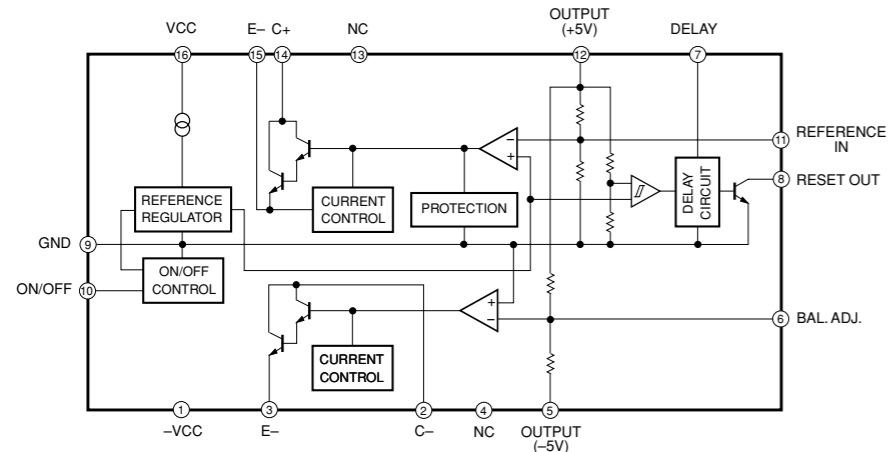 VCC
E– C+
NC
OUTPUT
(+5V)
DELAY
16
15
14
13
12
7
11
REFERENCE
IN
8
RESET OUT
REFERENCE
REGULATOR
CURRENT
CONTROL
PROTECTION
DELAY
CIRCUIT
–
+
GND
9
ON/OFF
10
ON/OFF
CONTROL
+
–
6
BAL. ADJ.
CURRENT
CONTROL
1
3
2
4
5
–VCC
E–
C–
NC
OUTPUT
(–5V)